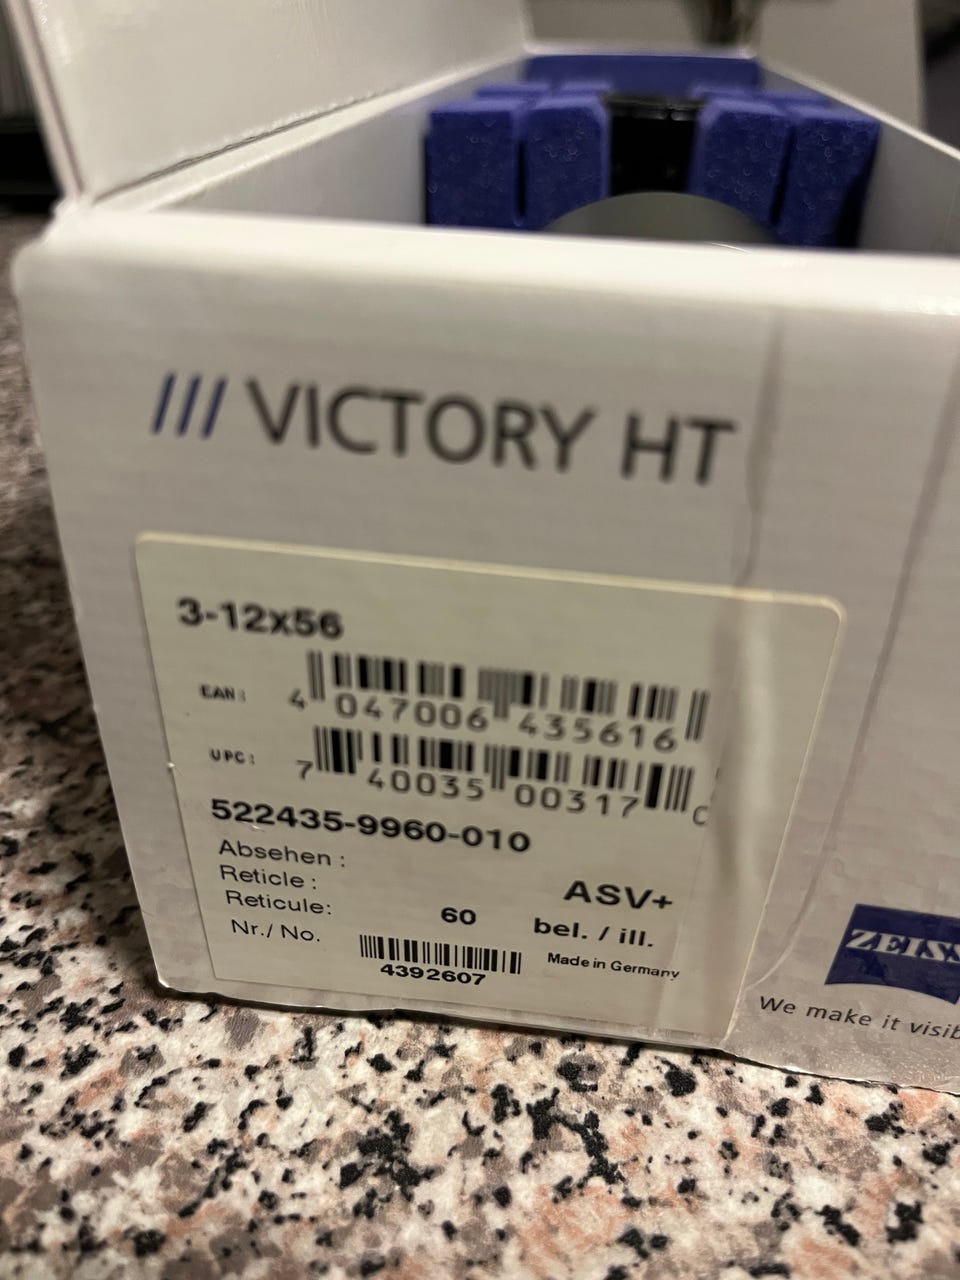 /// VICTORY HT
3-12x56
EAN:
4 047006 435616
UPC:
7 40035 00317
522435-9960-010
Absehen :
Reticle :
Reticule:
60
ASV+
bel. / ill.
Nr./ No.
4392607
Made in Germany
ZEISS
We make it